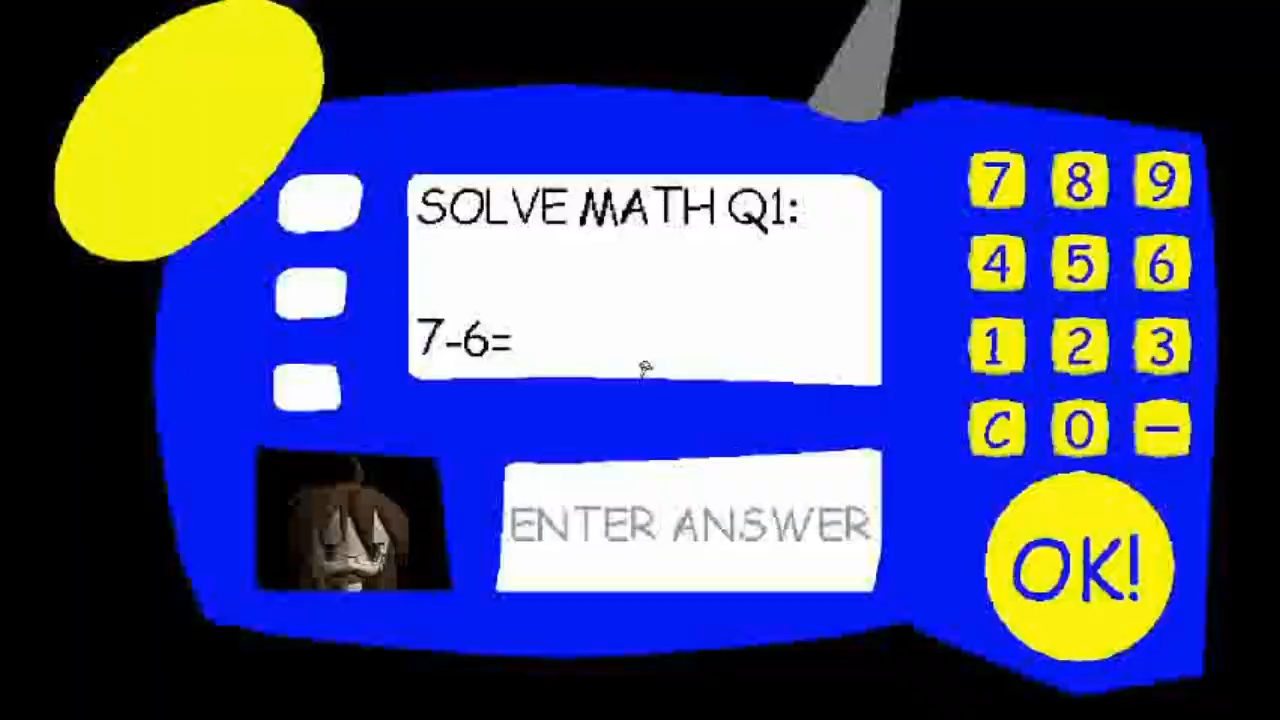 SOLVE MATH Q1:
7-6=
ENTER ANSWER
7 8 9
4 5 6
1 2 3
C 0 -
OK!